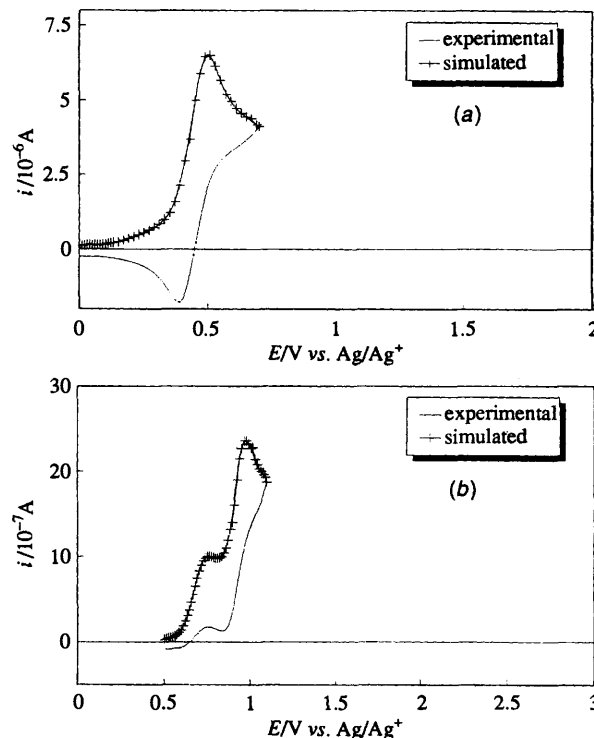 7.5
5
2.5
0
i/10⁻⁶A
experimental
simulated
(a)
0 0.5 1 1.5 2
E/V vs. Ag/Ag⁺
30
20
10
0
i/10⁻⁷A
experimental
simulated
(b)
0 0.5 1 1.5 2 2.5 3
E/V vs. Ag/Ag⁺